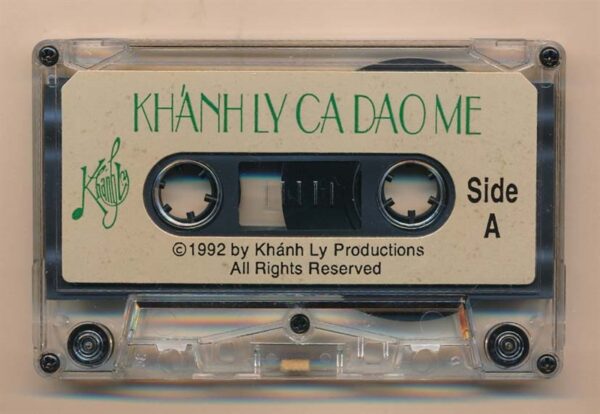 KHÁNH LY CA DAO MẸ
Khánh Ly
Side
A
©1992 by Khánh Ly Productions
All Rights Reserved